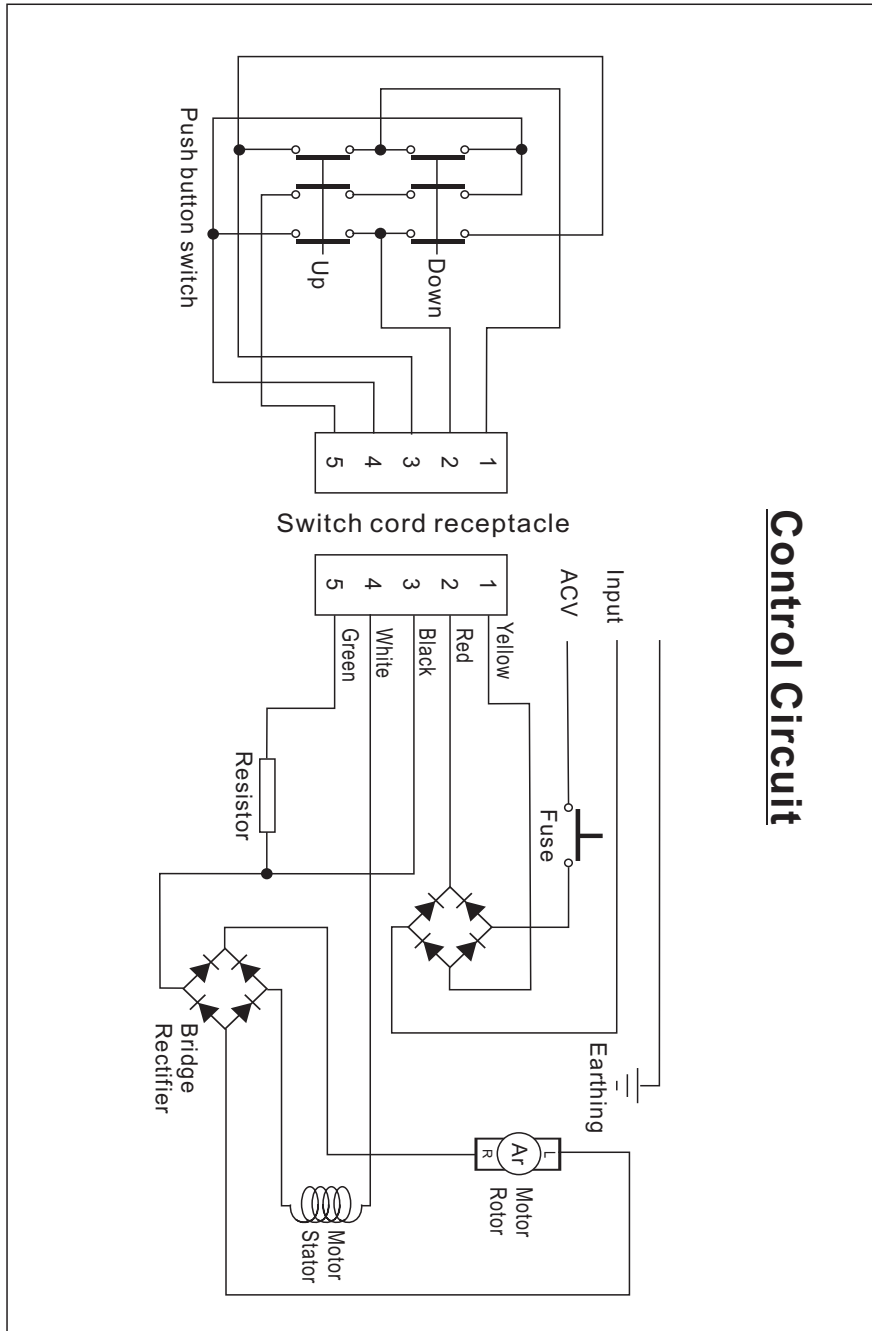 Control Circuit
Push button switch
Up
Down
5
4
3
2
1
Switch cord receptacle
5
4
3
2
1
Green
White
Black
Red
Yellow
ACV
Input
Resistor
Fuse
Bridge
Rectifier
Earthing
R
Ar
L
Motor
Rotor
Motor
Stator